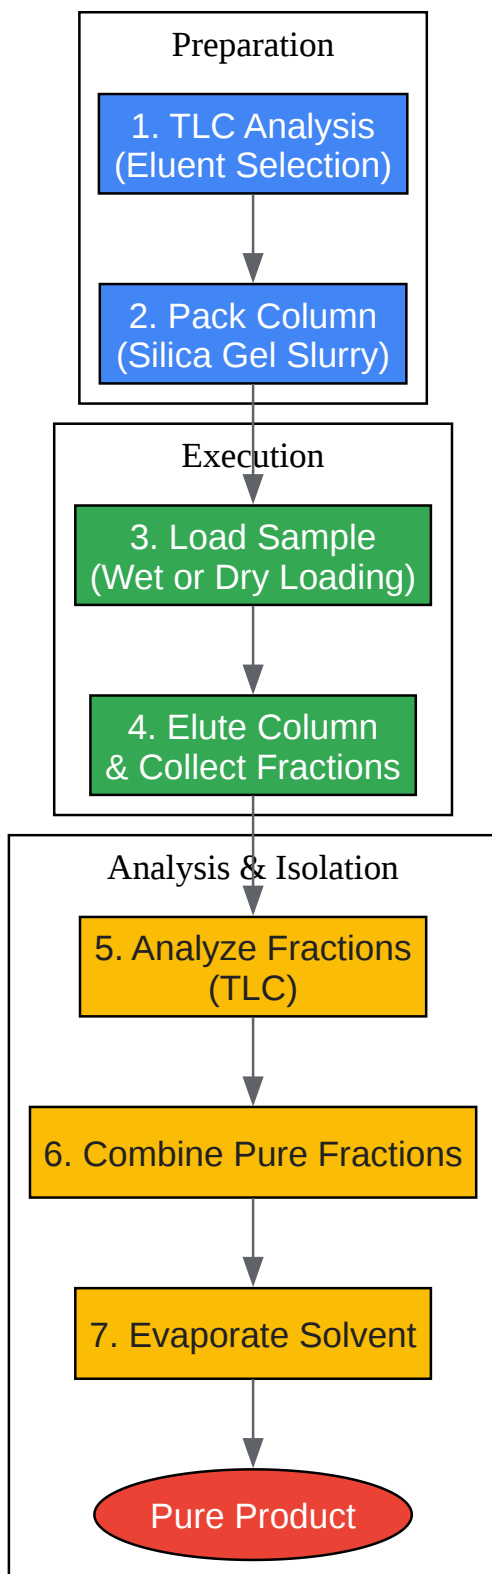 Preparation
1. TLC Analysis
(Eluent Selection)
2. Pack Column
(Silica Gel Slurry)
Execution
3. Load Sample
(Wet or Dry Loading)
4. Elute Column
& Collect Fractions
Analysis & Isolation
5. Analyze Fractions
(TLC)
6. Combine Pure Fractions
7. Evaporate Solvent
Pure Product